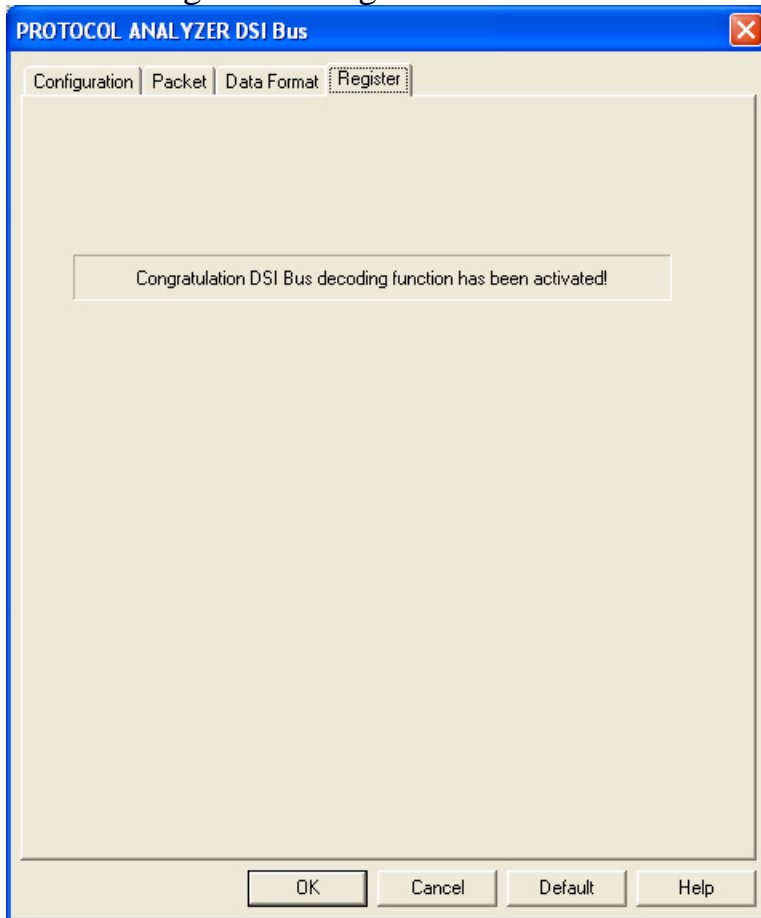 PROTOCOL ANALYZER DSI Bus
Configuration Packet Data Format Register
Congratulation DSI Bus decoding function has been activated!
OK Cancel Default Help